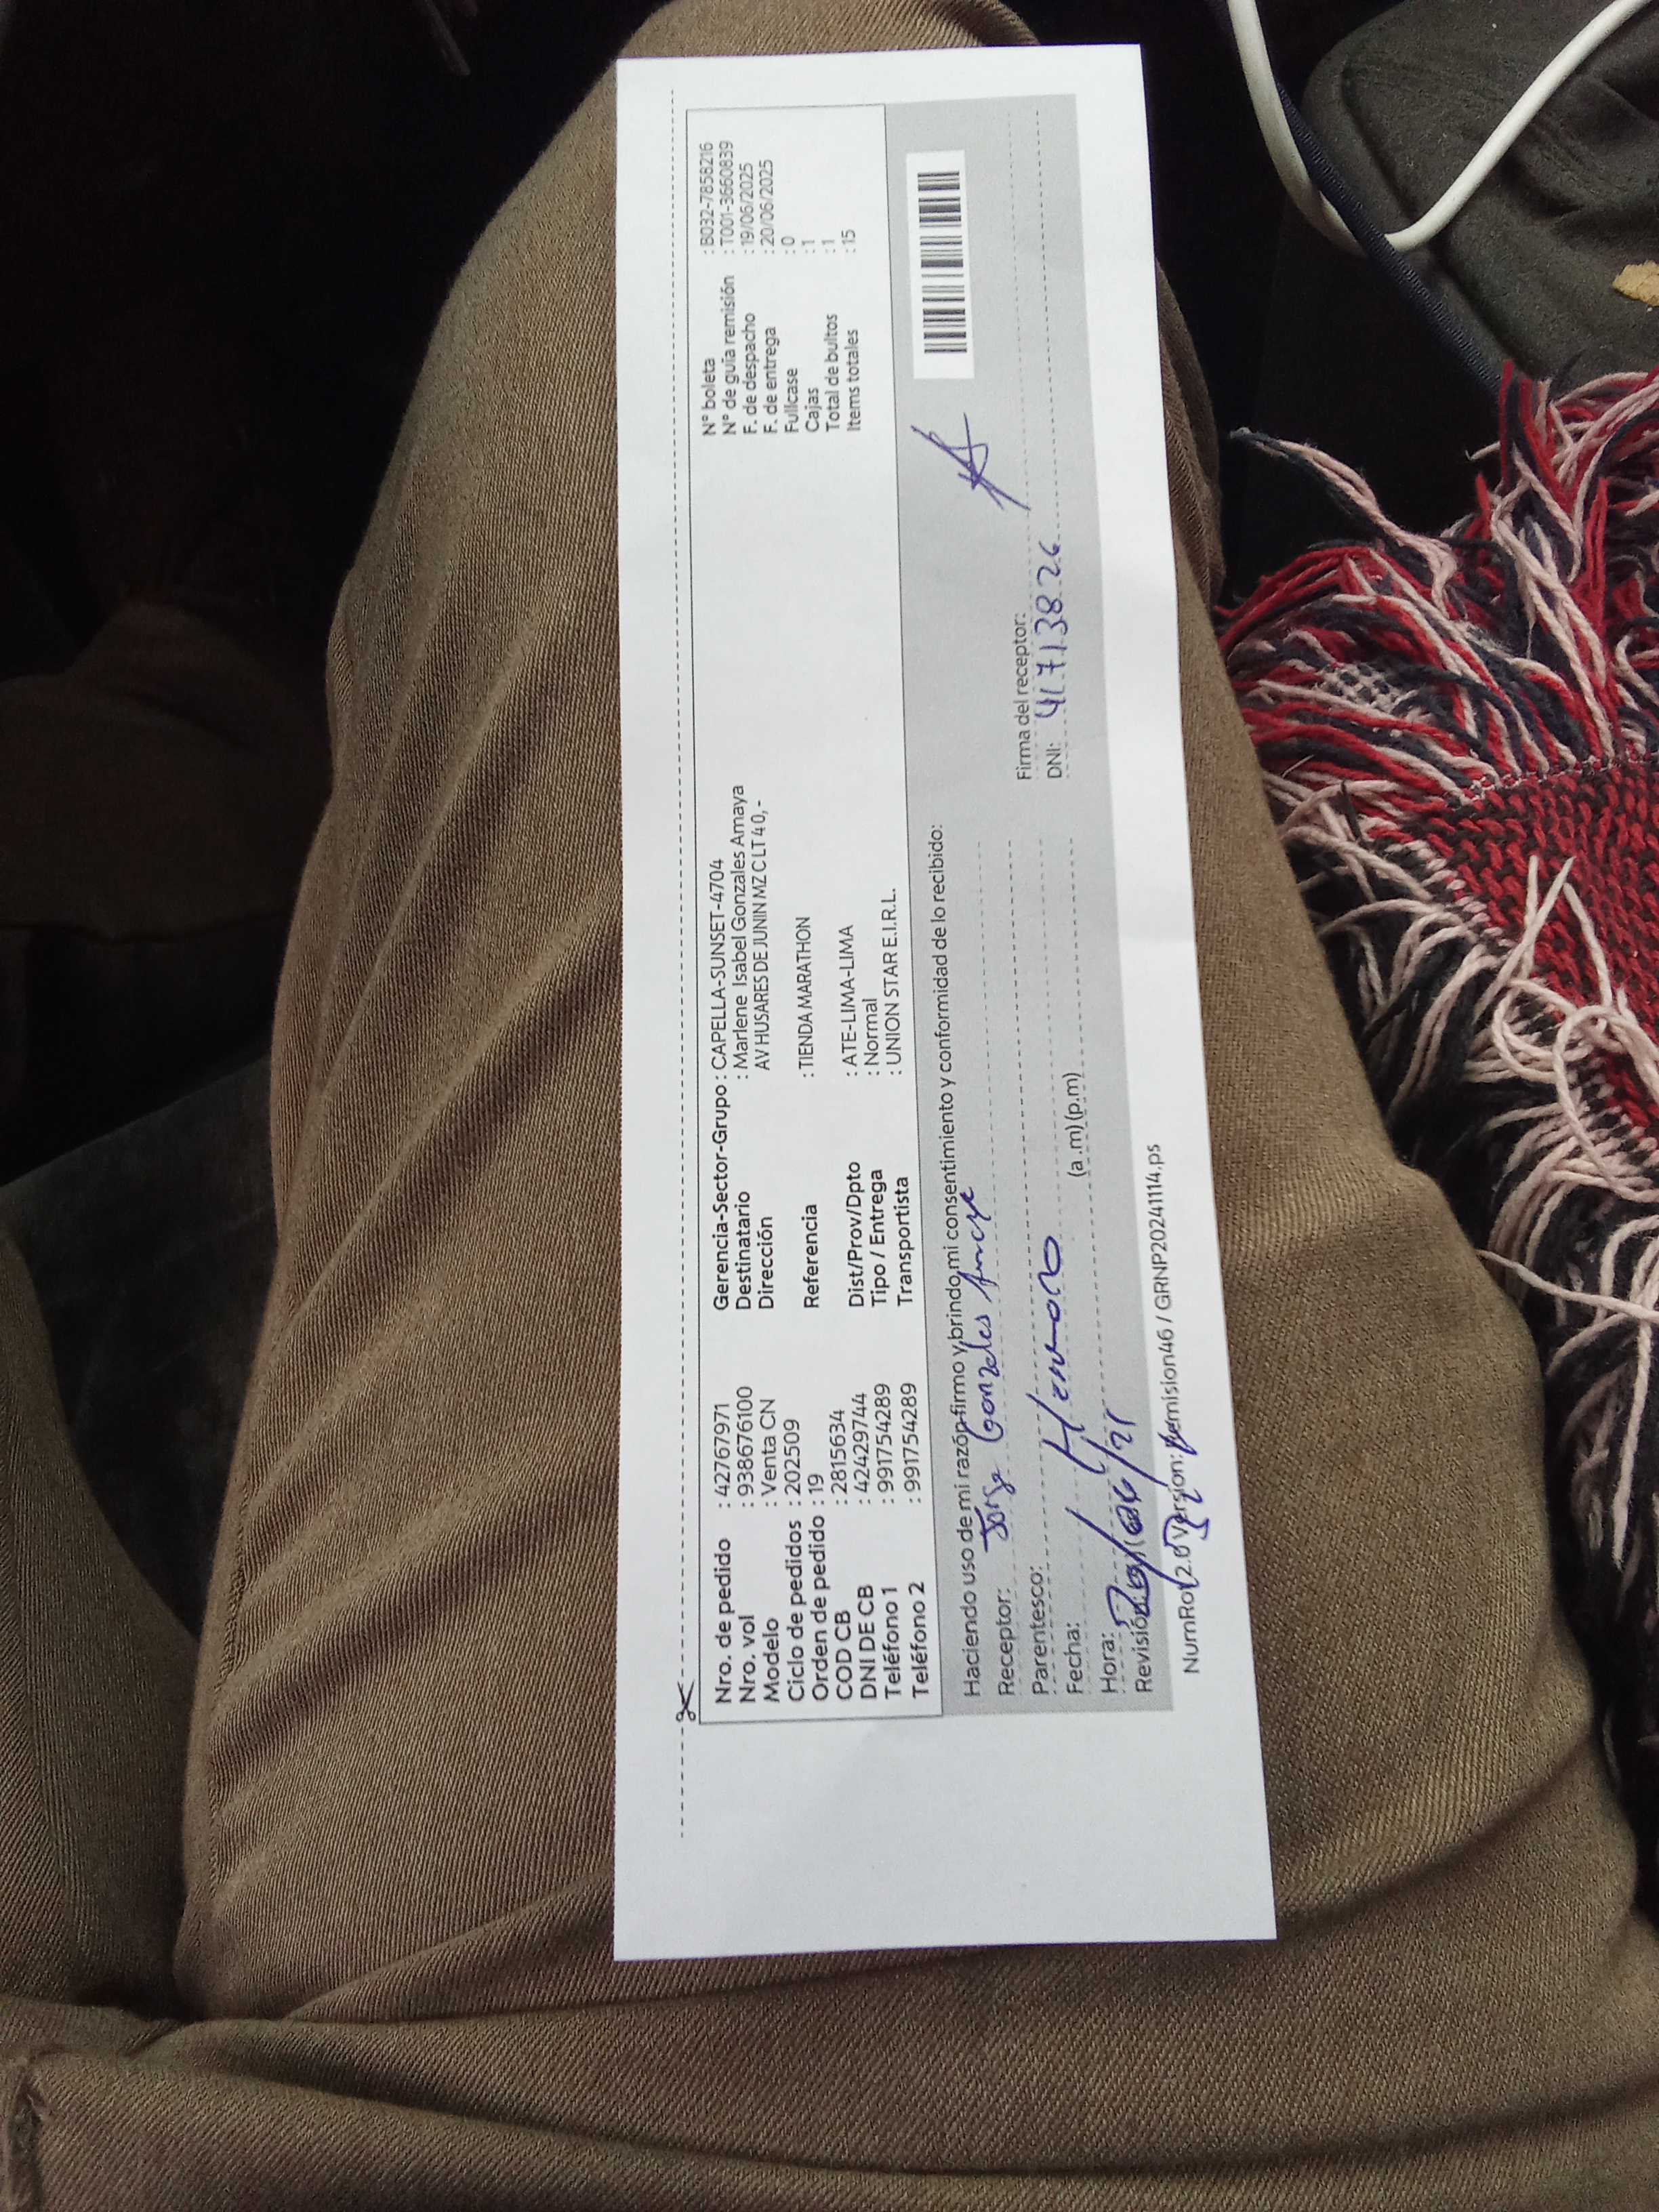 Nro. de pedido : 42767971
Nro. vol : 938676100
Modelo : Venta CN
Ciclo de pedidos : 202509
Orden de pedido : 19
COD CB : 2815634
DNI DE CB : 42429744
Teléfono 1 : 991754289
Teléfono 2 : 991754289
Gerencia-Sector-Grupo : CAPELLA-SUNSET-4704
Destinatario : Marlene Isabel Gonzales Amaya
Dirección AV HUSARES DE JUNIN MZ C LT 40,-
Referencia : TIENDA MARATHON
Dist/Prov/Dpto : ATE-LIMA-LIMA
Tipo / Entrega : Normal
Transportista : UNION STAR E.I.R.L.
N° boleta : B032-7858216
N° de guía remisión : T001-3660839
F. de despacho : 19/06/2025
F. de entrega : 20/06/2025
Fullcase : 0
Cajas : 1
Total de bultos : 1
Items totales : 15
Haciendo uso de mi razón firmo y brindo mi consentimiento y conformidad de lo recibido:
Receptor: Jorge Gonzales
Parentesco: Hermano
Fecha:
Hora: (a.m) (p.m)
Firma del receptor:
DNI: 41713826
Revisión:
Version: Remision46 / GRNP20241114.ps